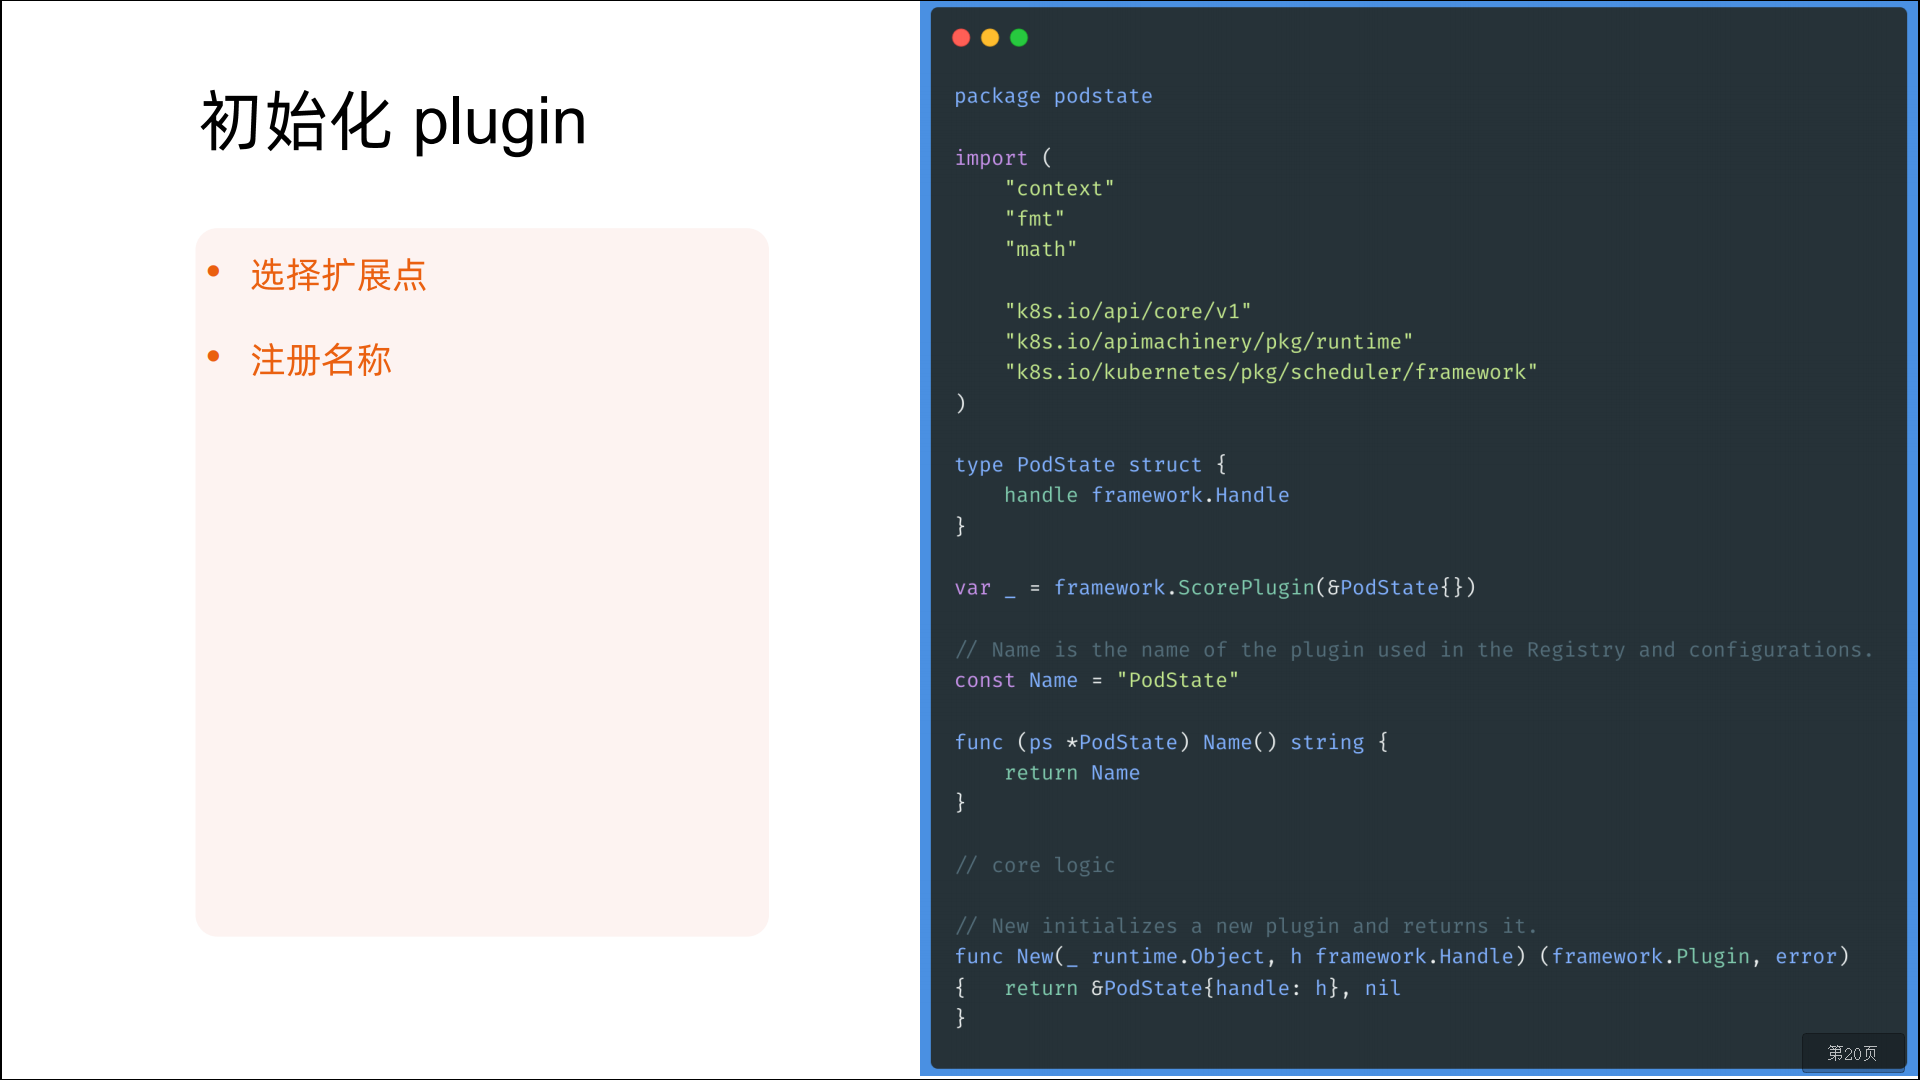 初始化 plugin
• 选择扩展点
• 注册名称
package podstate
import (
"context"
"fmt"
"math"
"k8s.io/api/core/v1"
"k8s.io/apimachinery/pkg/runtime"
"k8s.io/kubernetes/pkg/scheduler/framework"
)
type PodState struct {
handle framework.Handle
}
var _ = framework.ScorePlugin(&PodState{})
// Name is the name of the plugin used in the Registry and configurations.
const Name = "PodState"
func (ps *PodState) Name() string {
return Name
}
// core logic
// New initializes a new plugin and returns it.
func New(_ runtime.Object, h framework.Handle) (framework.Plugin, error)
{   return &PodState{handle: h}, nil
}
第20页